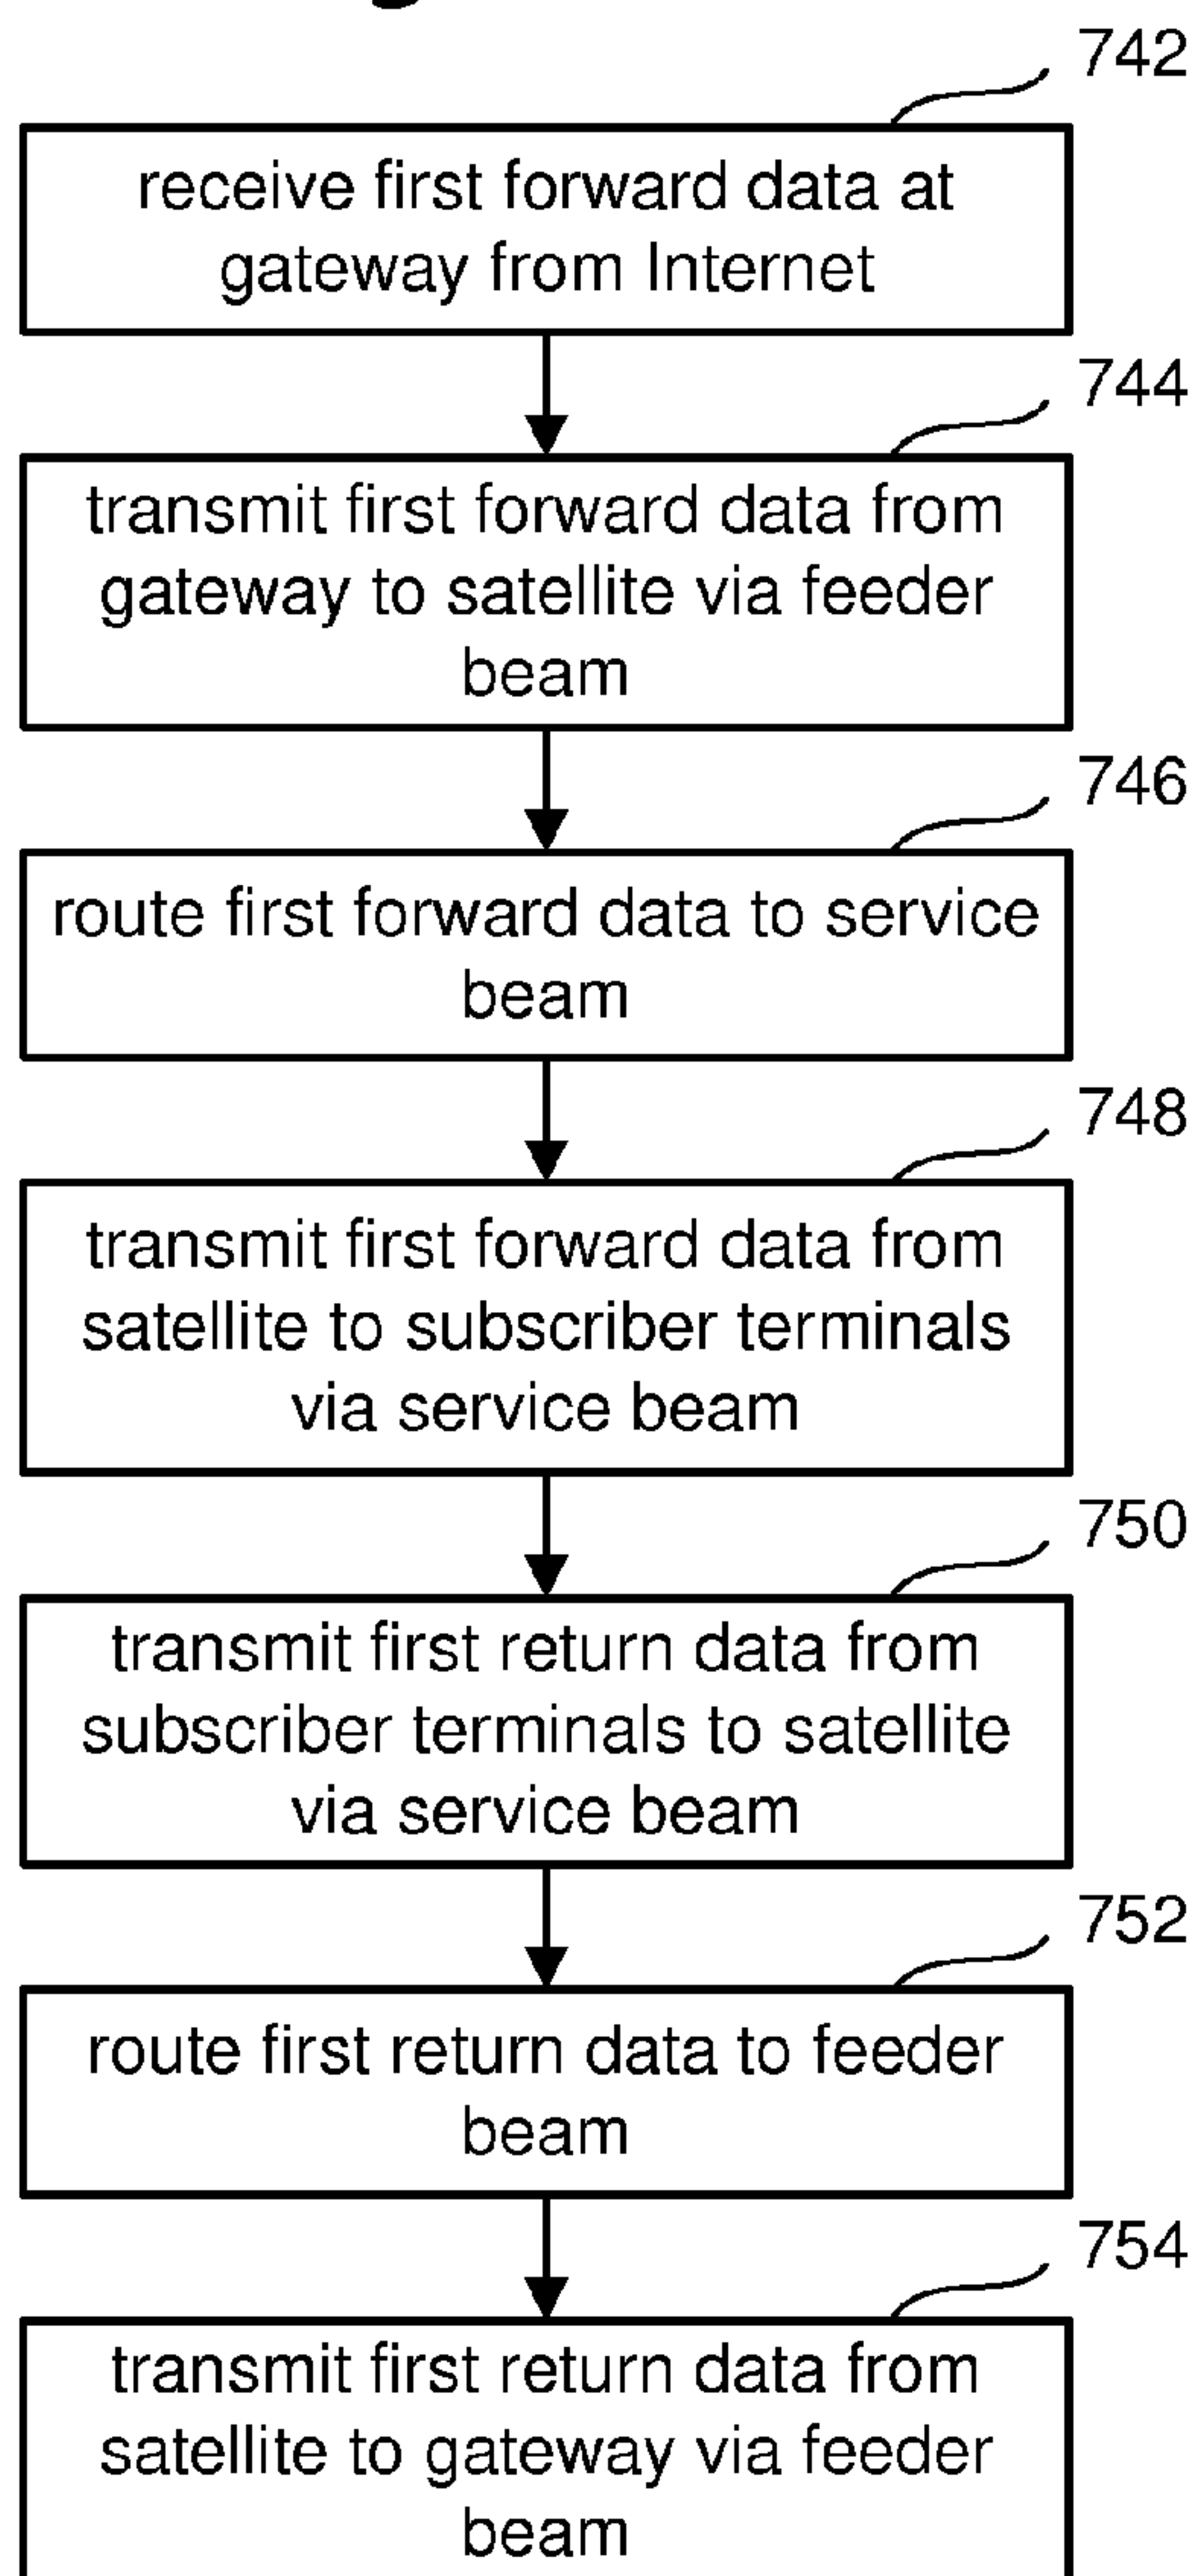 742
receive first forward data at
gateway from Internet
744
transmit first forward data from
gateway to satellite via feeder
beam
746
route first forward data to service
beam
748
transmit first forward data from
satellite to subscriber terminals
via service beam
750
transmit first return data from
subscriber terminals to satellite
via service beam
752
route first return data to feeder
beam
754
transmit first return data from
satellite to gateway via feeder
beam